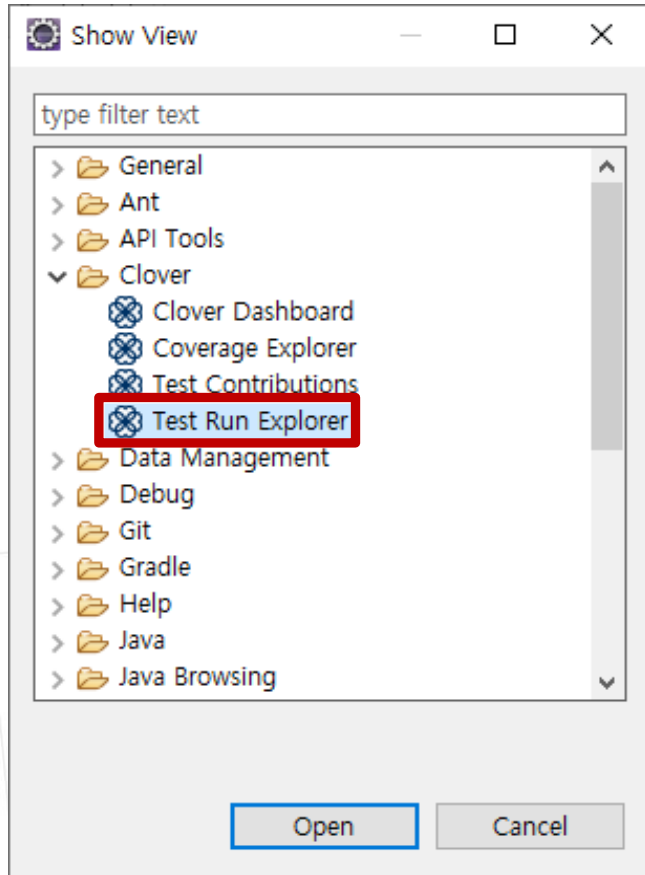 Show View
type filter text
General
Ant
API Tools
Clover
Clover Dashboard
Coverage Explorer
Test Contributions
Test Run Explorer
Data Management
Debug
Git
Gradle
Help
Java
Java Browsing
Open Cancel